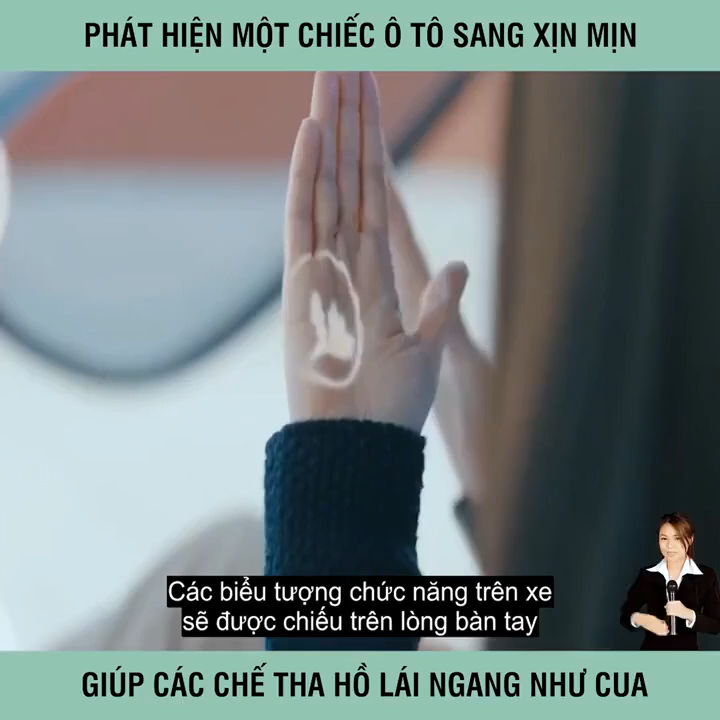 PHÁT HIỆN MỘT CHIẾC Ô TÔ SANG XỊN MỊN
Các biểu tượng chức năng trên xe
sẽ được chiếu trên lòng bàn tay
GIÚP CÁC CHẾ THA HỒ LÁI NGANG NHƯ CUA